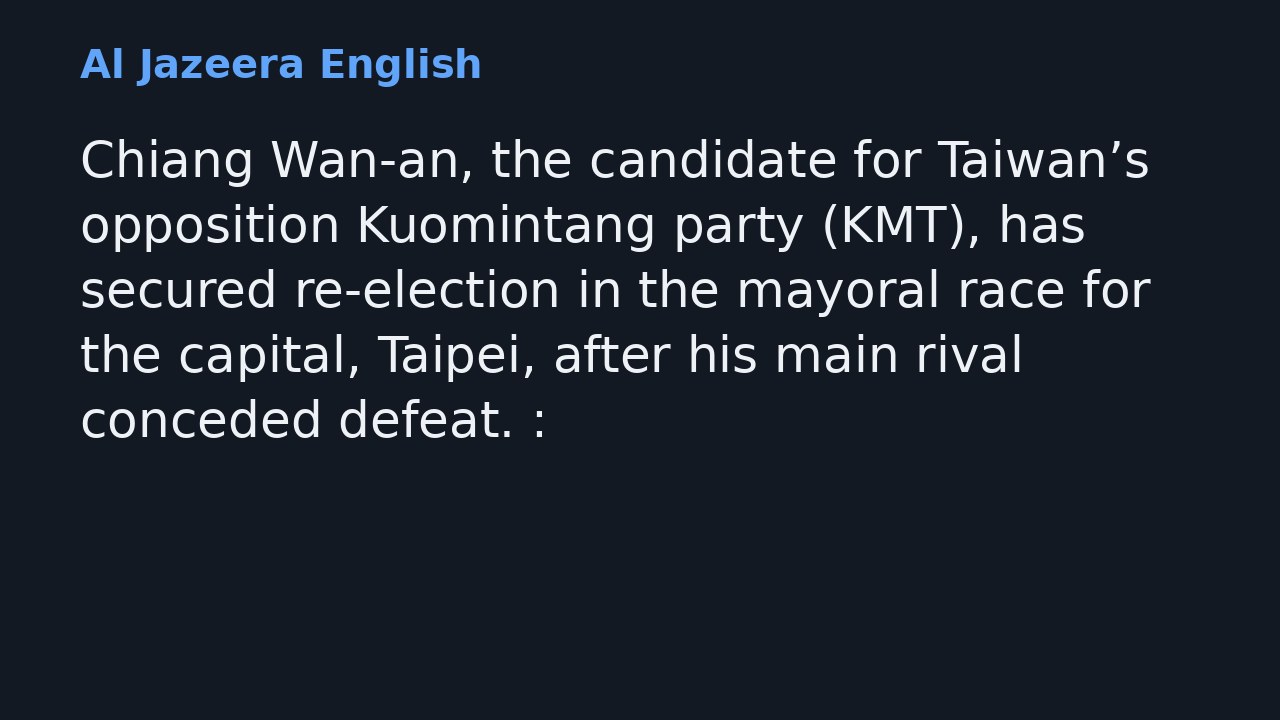 Al Jazeera English
Chiang Wan-an, the candidate for Taiwan’s
opposition Kuomintang party (KMT), has
secured re-election in the mayoral race for
the capital, Taipei, after his main rival
conceded defeat. :